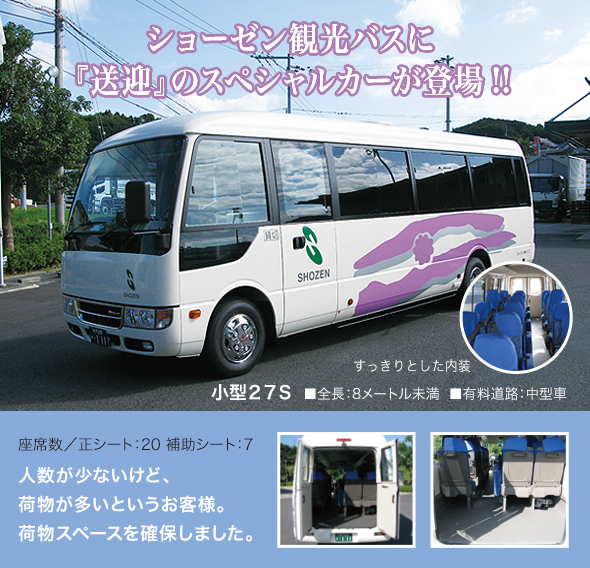 ショーゼン観光バスに
『送迎』のスペシャルカーが登場!!
SHOZEN
SHOZEN
すっきりとした内装
小型27S ■全長：8メートル未満 ■有料道路：中型車
座席数／正シート：20 補助シート：7
人数が少ないけど、
荷物が多いというお客様。
荷物スペースを確保しました。